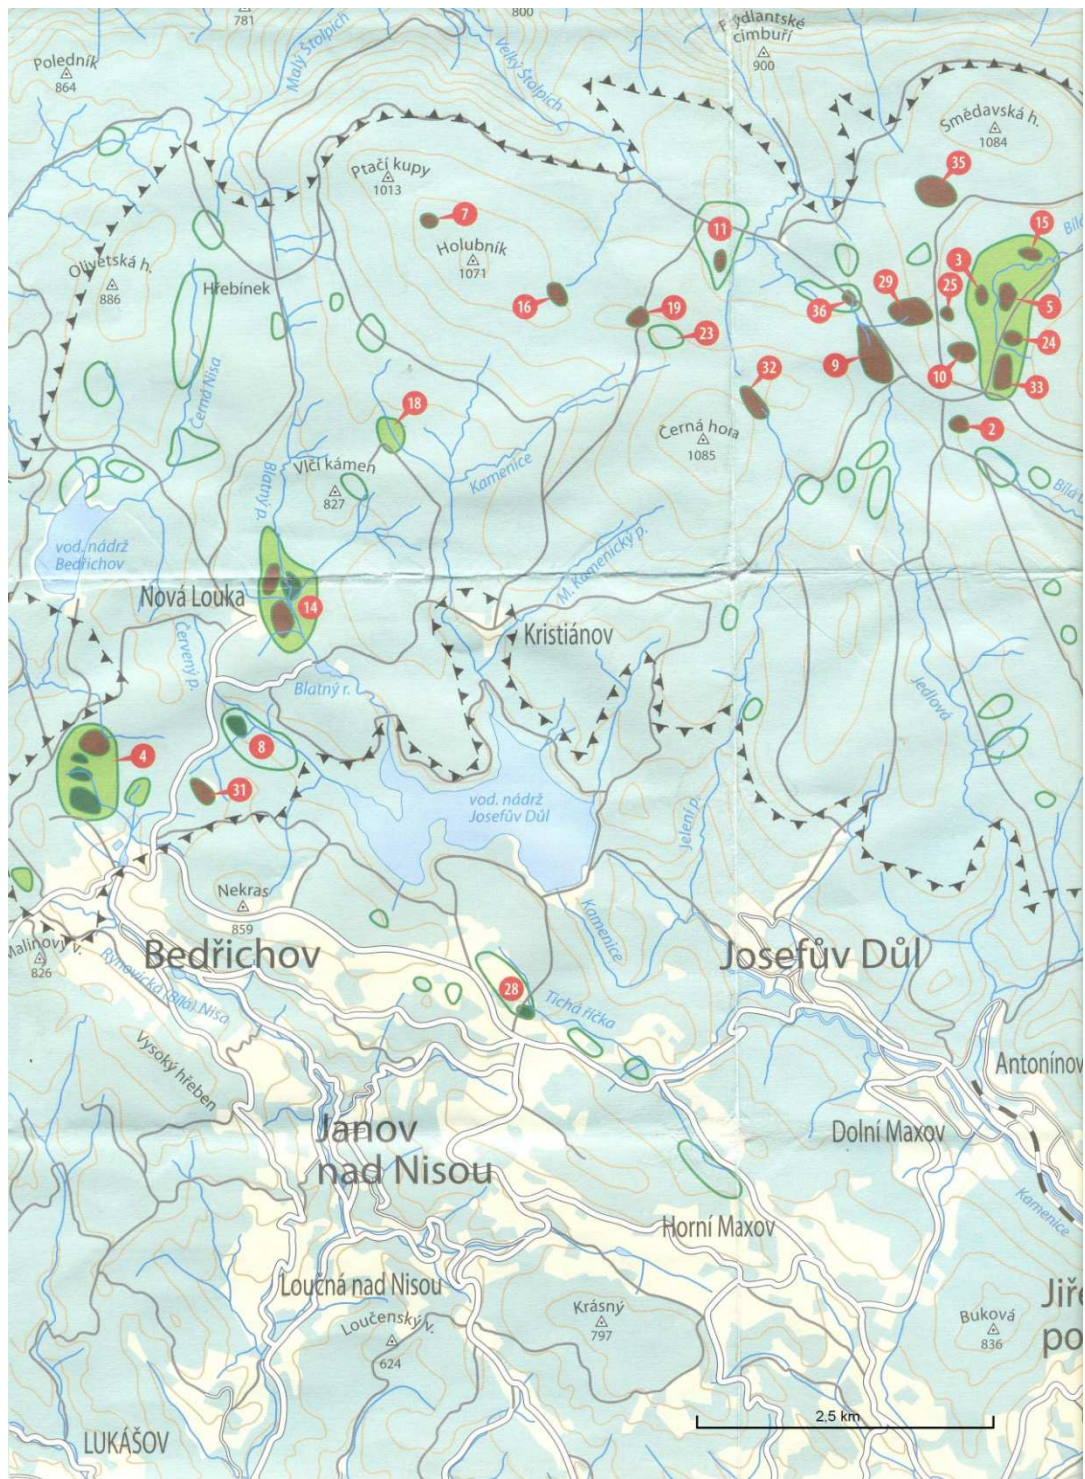 781
800
Poledník
864
Malý Štolpich
Velký Štolpich
cimbuří
900
Smědavská h.
1084
35
Ptačí kupy
1013
7
Holubník
1071
11
15
Olivetská h.
886
Hřebínek
3
29
25
5
16
19
36
23
24
9
10
33
32
Černá Nisa
18
Černá hora
1085
2
Vlčí kámen
827
Kamenice
Blatný p.
vod. nádrž
Bedřichov
M. Kamenický p.
Nová Louka
14
Kristiánov
Červený p.
Blatný r.
Jedlová
4
8
31
vod. nádrž
Josefův Důl
Jelení p.
Nekras
859
Malinový v.
826
Bedřichov
Kamenice
Josefův Důl
Rýnovická (Bílá) Nisa
28
Tichá říčka
Vysoký hřeben
Antonínov
Janov
nad Nisou
Dolní Maxov
Kamenice
Horní Maxov
Loučná nad Nisou
Krásný
797
Loučenský v.
624
Buková
836
Jiře
po
2,5 km
LUKÁŠOV